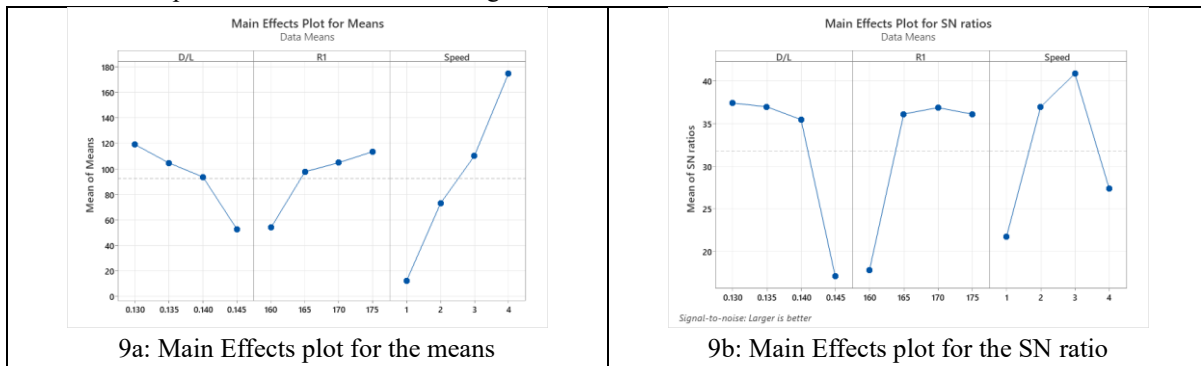 Main Effects Plot for Means
Data Means
D/L R1 Speed
180
160
140
120
100
80
60
40
20
0
Mean of Means
0.130 0.135 0.140 0.145 160 165 170 175 1 2 3 4
9a: Main Effects plot for the means
Main Effects Plot for SN ratios
Data Means
D/L R1 Speed
40
35
30
25
20
Mean of SN ratios
0.130 0.135 0.140 0.145 160 165 170 175 1 2 3 4
Signal-to-noise: Larger is better
9b: Main Effects plot for the SN ratio